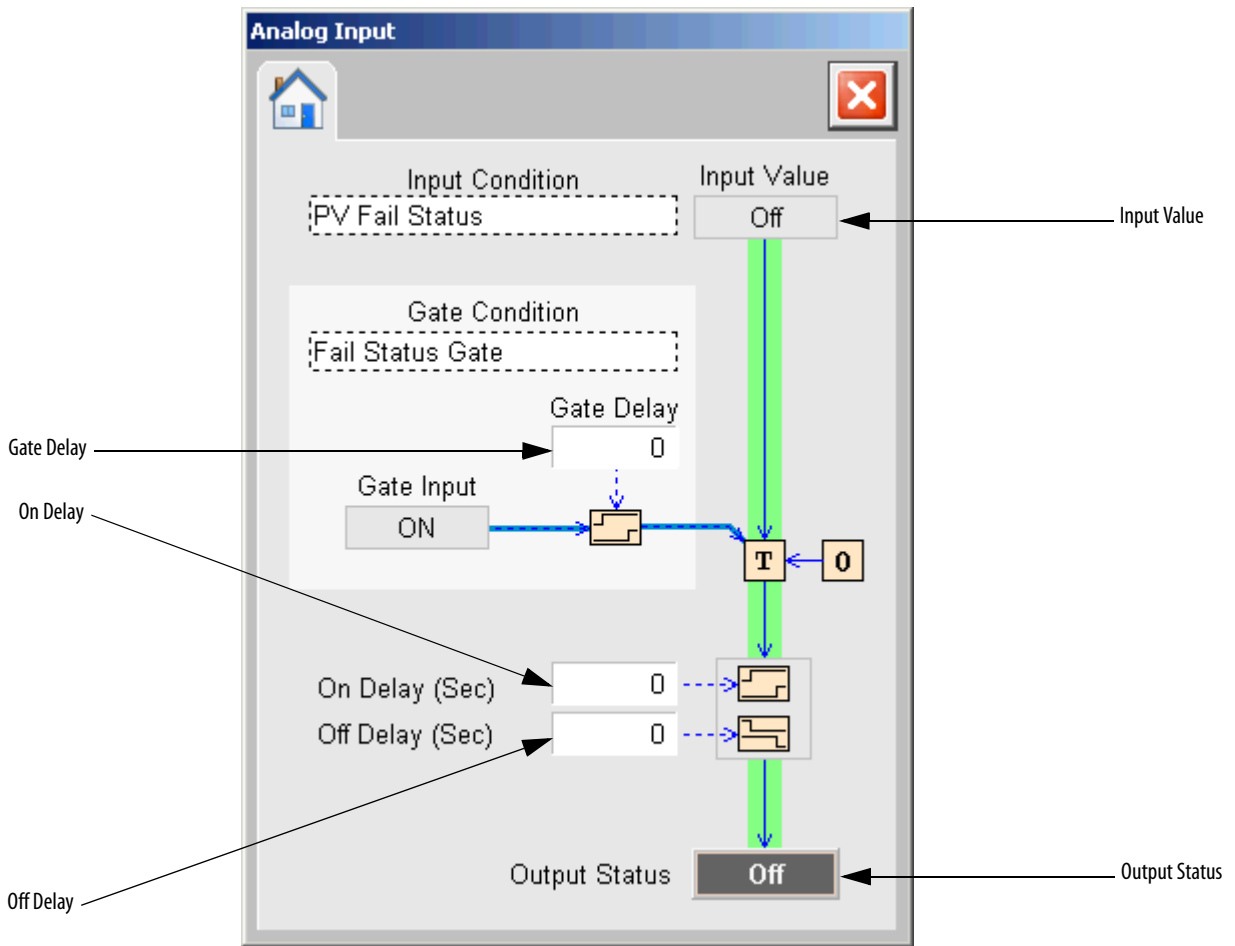 Analog Input
Input Condition
Input Value
PV Fail Status
Off
Input Value
Gate Condition
Fail Status Gate
Gate Delay
0
Gate Delay
Gate Input
ON
On Delay
T
0
On Delay (Sec)
0
Off Delay (Sec)
0
Output Status
Off
Output Status
Off Delay